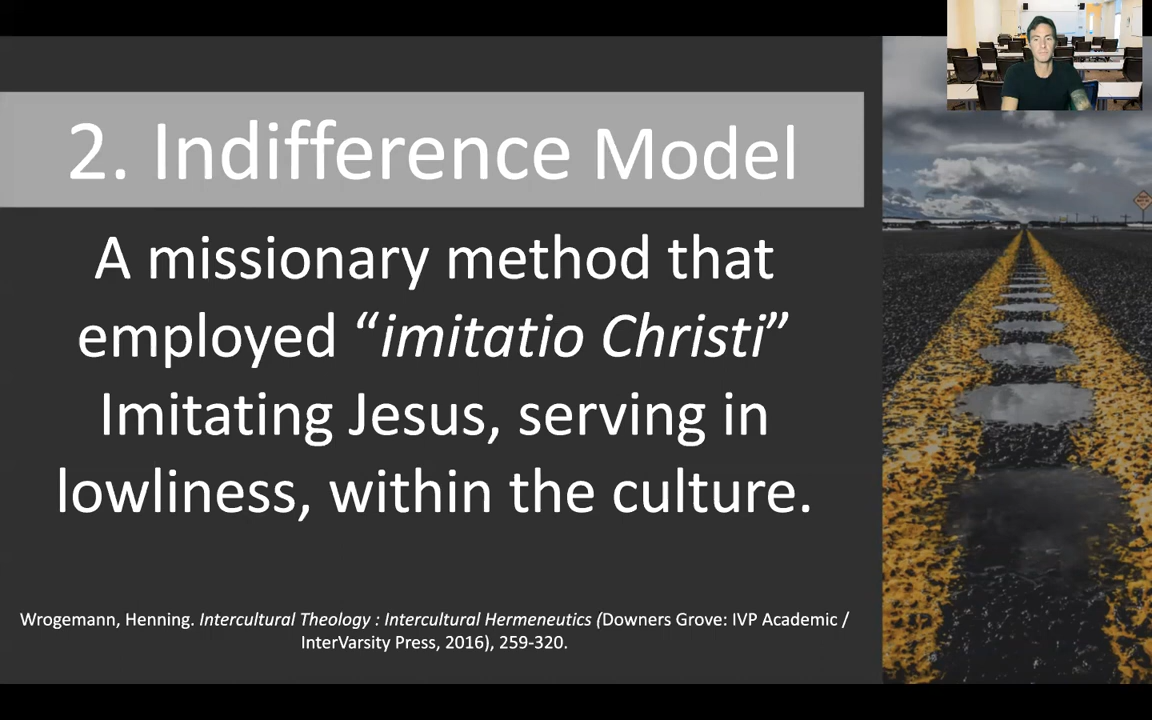 2. Indifference Model
A missionary method that
employed “imitatio Christi”
Imitating Jesus, serving in
lowliness, within the culture.
Wrogemann, Henning. Intercultural Theology : Intercultural Hermeneutics (Downers Grove: IVP Academic /
InterVarsity Press, 2016), 259-320.